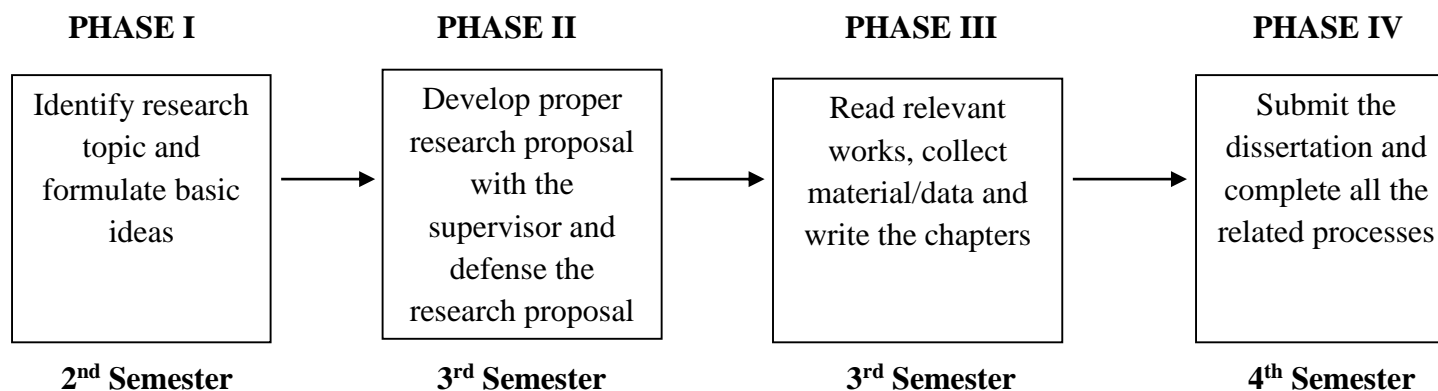 PHASE I
PHASE II
PHASE III
PHASE IV
Identify research
topic and
formulate basic
ideas
Develop proper
research proposal
with the
supervisor and
defense the
research proposal
Read relevant
works, collect
material/data and
write the chapters
Submit the
dissertation and
complete all the
related processes
2nd Semester
3rd Semester
3rd Semester
4th Semester